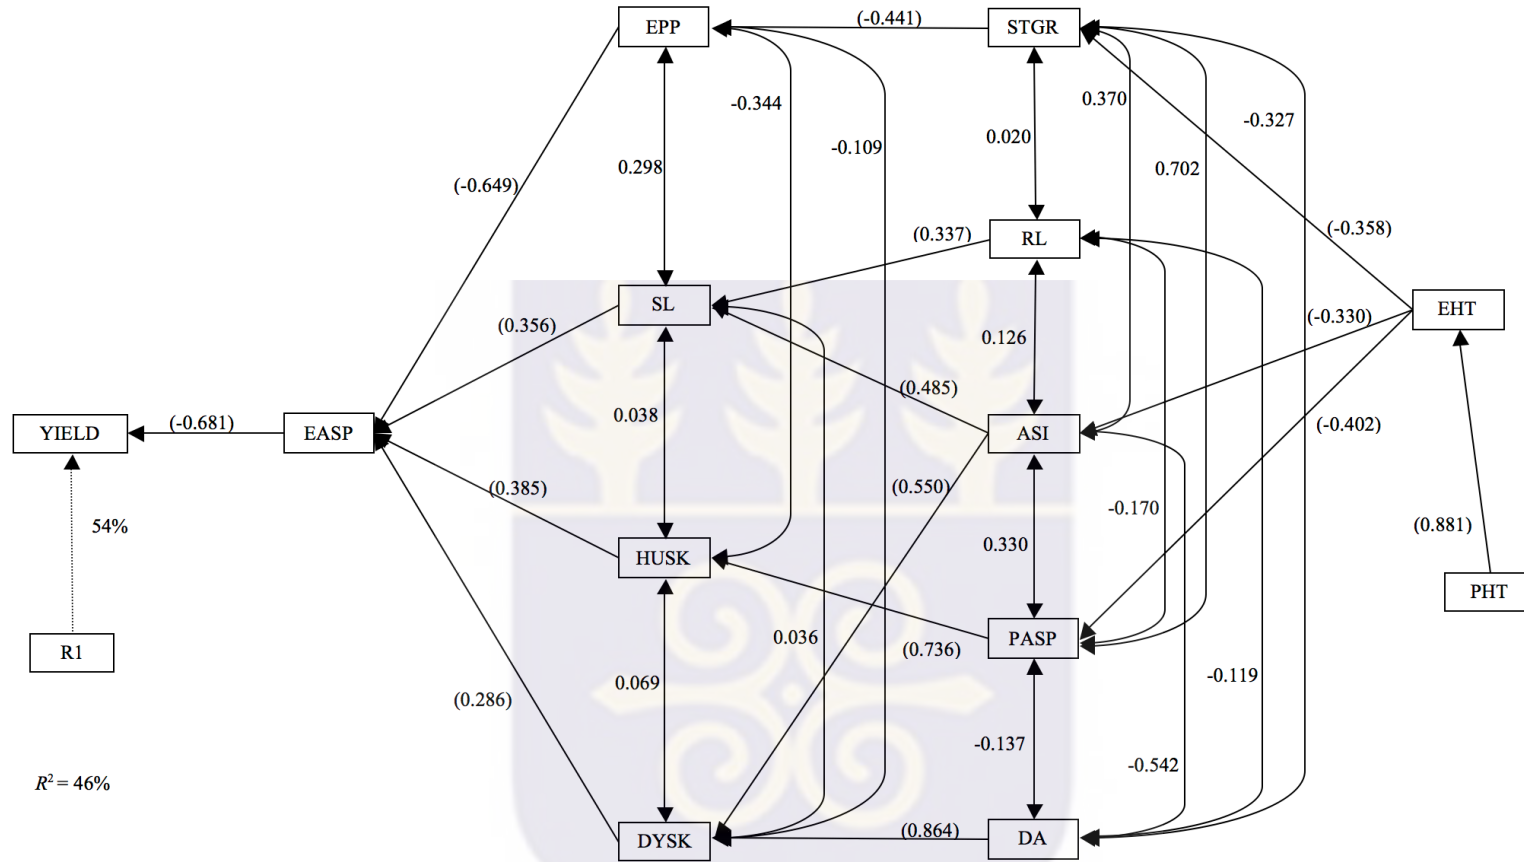 EPP
(-0.441)
STGR
-0.344
0.370
-0.327
0.020
-0.109
0.298
0.702
(-0.649)
(0.337)
RL
(-0.358)
SL
EHT
(0.356)
(-0.330)
0.126
(0.485)
0.038
YIELD
(-0.681)
EASP
ASI
(-0.402)
(0.385)
(0.550)
-0.170
54%
(0.881)
0.330
HUSK
PHT
R1
0.036
(0.736)
PASP
0.069
-0.119
(0.286)
-0.137
-0.542
R² = 46%
DYSK
(0.864)
DA